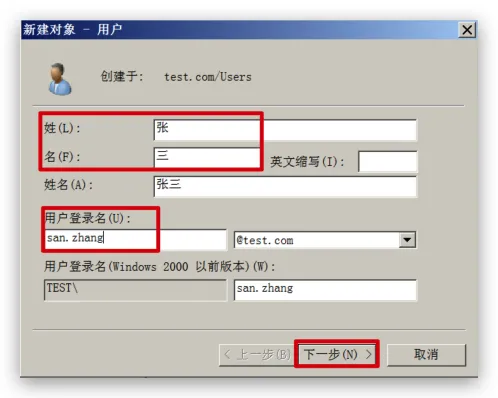 新建对象 - 用户
创建于: test.com/Users
姓(L): 张
名(F): 三 英文缩写(I):
姓名(A): 张三
用户登录名(U):
san.zhang @test.com
用户登录名(Windows 2000 以前版本)(W):
TEST\ san.zhang
< 上一步(B) 下一步(N) > 取消